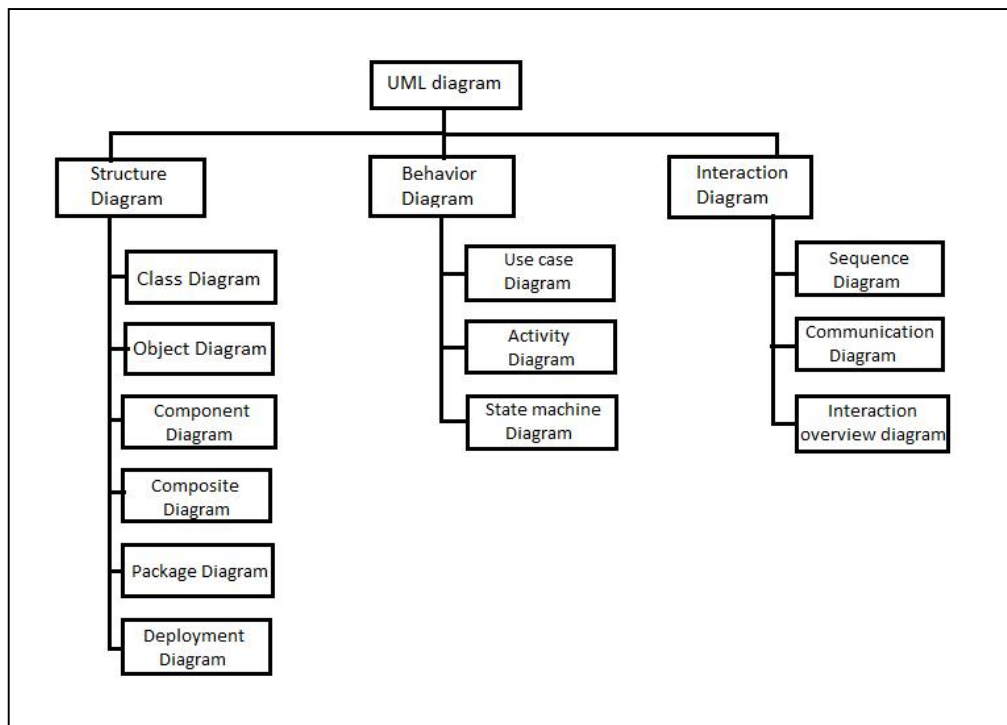 UML diagram
Structure
Diagram
Class Diagram
Object Diagram
Component
Diagram
Composite
Diagram
Package Diagram
Deployment
Diagram
Behavior
Diagram
Use case
Diagram
Activity
Diagram
State machine
Diagram
Interaction
Diagram
Sequence
Diagram
Communication
Diagram
Interaction
overview diagram